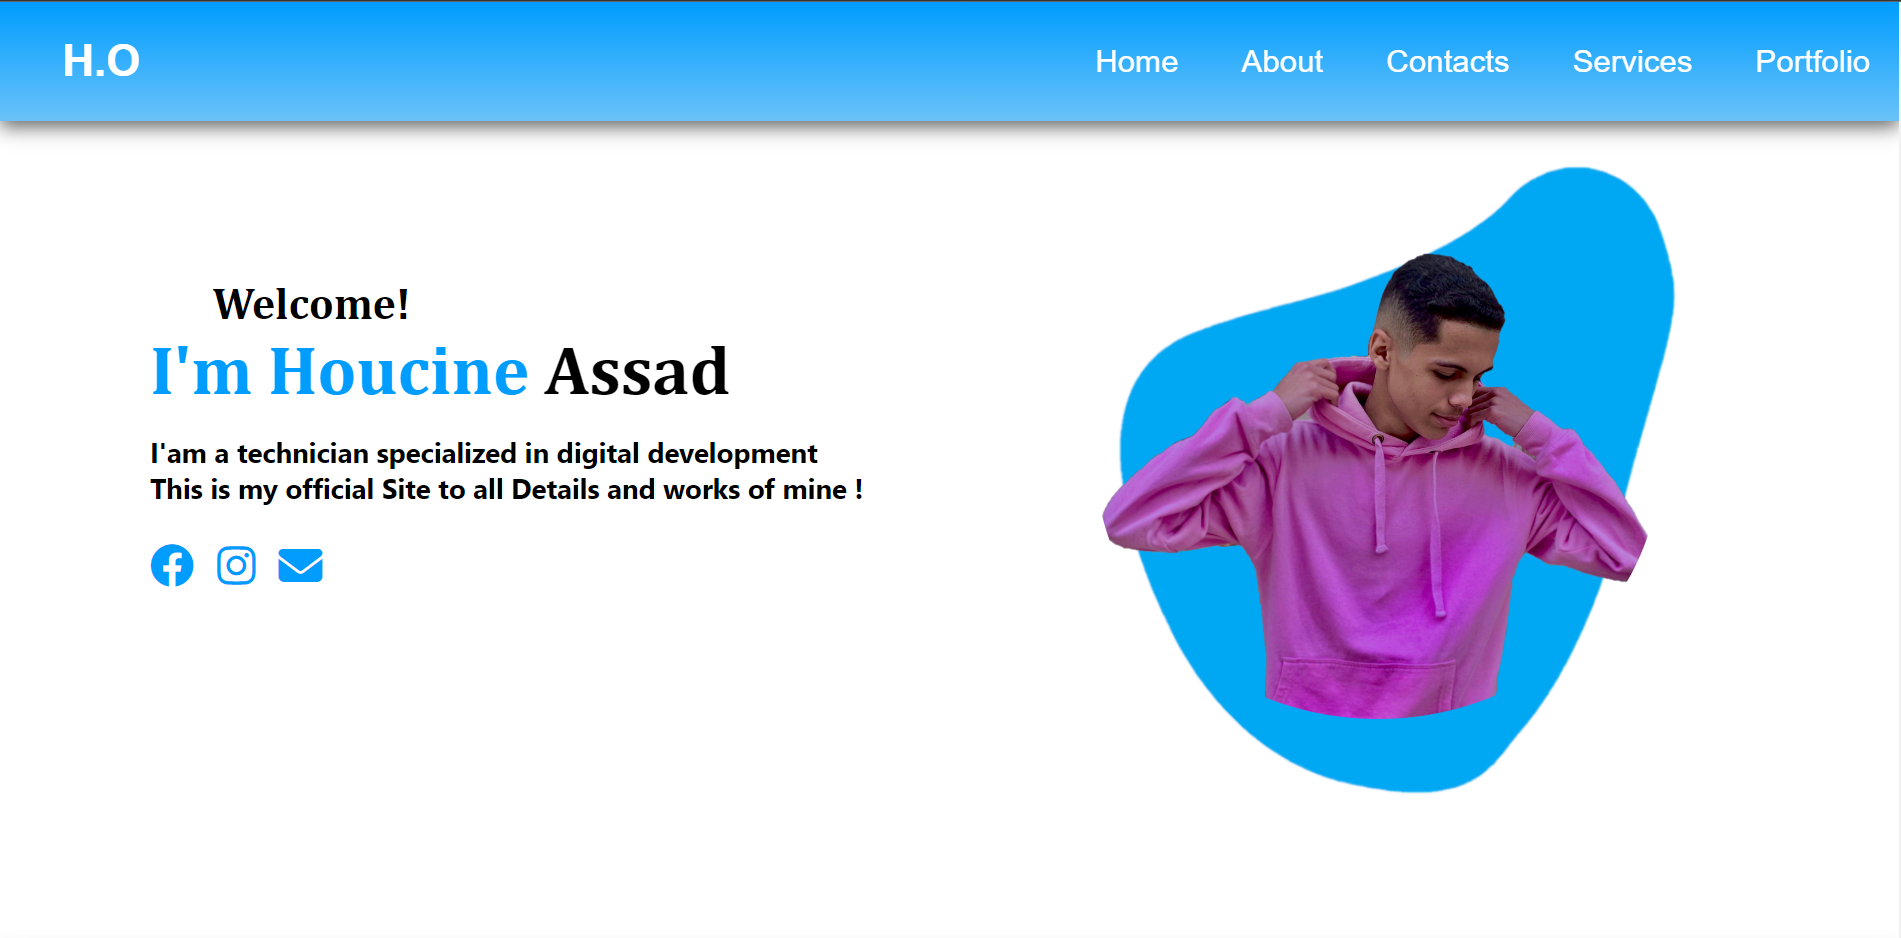 H.O
Home About Contacts Services Portfolio
Welcome!
I'm Houcine Assad
I'am a technician specialized in digital development
This is my official Site to all Details and works of mine !